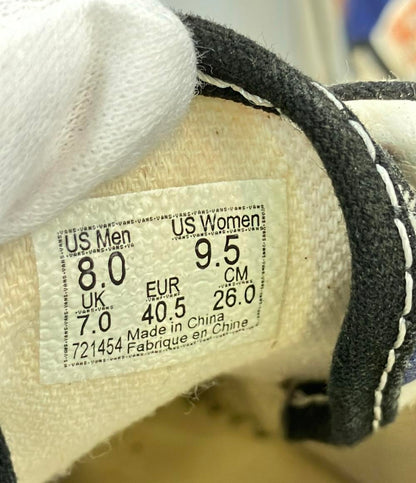 US Men US Women
8.0 9.5
UK EUR CM
7.0 40.5 26.0
Made in China
721454 Fabrique en Chine